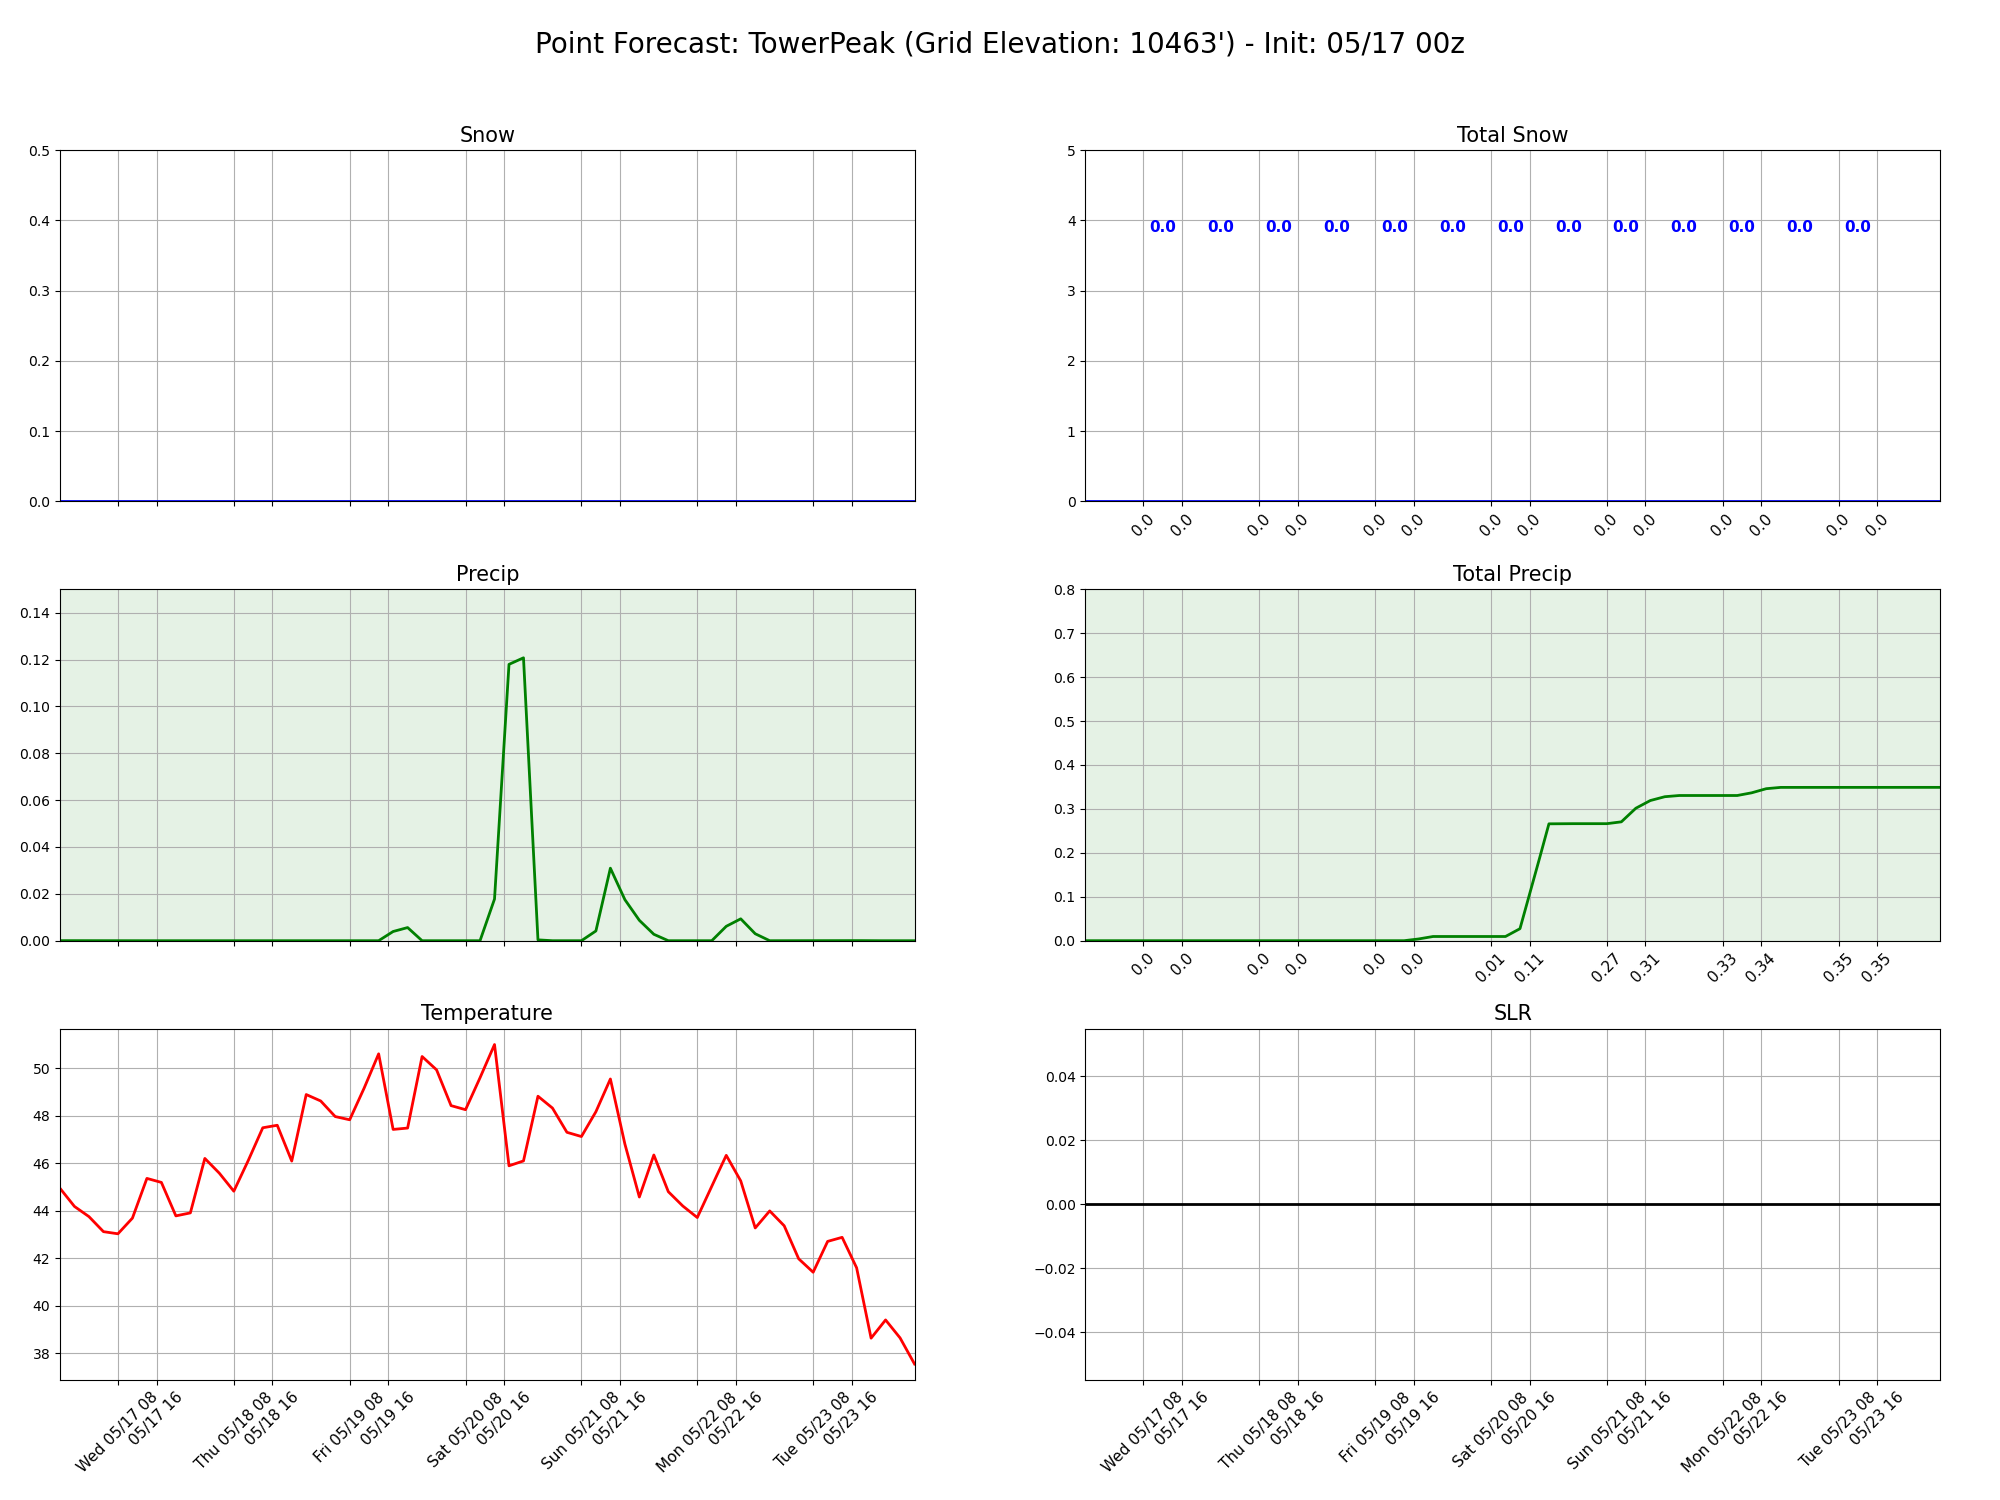 Point Forecast: TowerPeak (Grid Elevation: 10463') - Init: 05/17 00z
Snow
0.5
0.4
0.3
0.2
0.1
0.0
Total Snow
5
4
3
2
1
0
0.0 0.0 0.0 0.0 0.0 0.0 0.0 0.0 0.0 0.0 0.0 0.0 0.0
0.0 0.0 0.0 0.0 0.0 0.0 0.0 0.0 0.0 0.0 0.0 0.0 0.0 0.0
Precip
0.14
0.12
0.10
0.08
0.06
0.04
0.02
0.00
Total Precip
0.8
0.7
0.6
0.5
0.4
0.3
0.2
0.1
0.0
0.0 0.0 0.0 0.0 0.0 0.0 0.01 0.11 0.27 0.31 0.33 0.34 0.35 0.35
Temperature
50
48
46
44
42
40
38
Wed 05/17 08
05/17 16
Thu 05/18 08
05/18 16
Fri 05/19 08
05/19 16
Sat 05/20 08
05/20 16
Sun 05/21 08
05/21 16
Mon 05/22 08
05/22 16
Tue 05/23 08
05/23 16
SLR
0.04
0.02
0.00
−0.02
−0.04
Wed 05/17 08
05/17 16
Thu 05/18 08
05/18 16
Fri 05/19 08
05/19 16
Sat 05/20 08
05/20 16
Sun 05/21 08
05/21 16
Mon 05/22 08
05/22 16
Tue 05/23 08
05/23 16